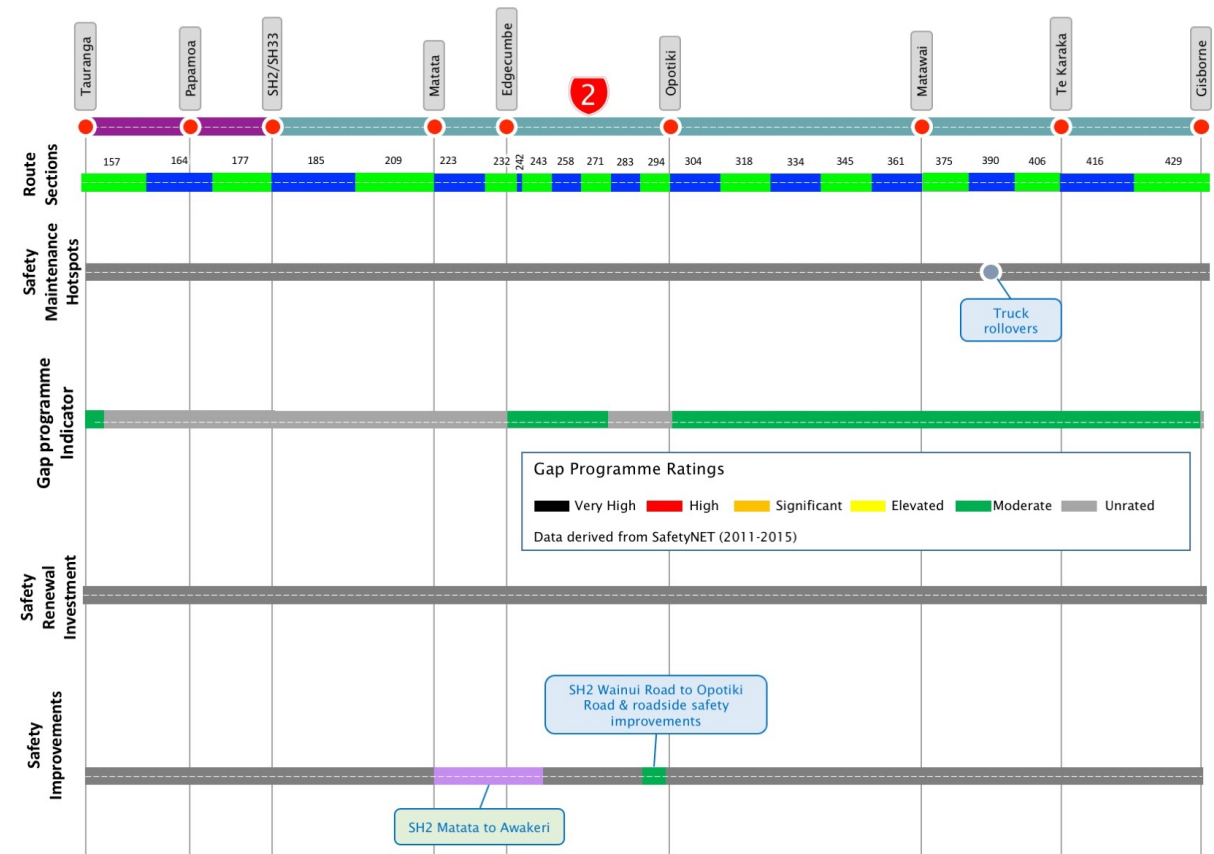 Tauranga
Papamoa
SH2/SH33
Matata
Edgecumbe
2
Opotiki
Matawai
Te Karaka
Gisborne
Route
Sections
157 164 177 185 209 223 232 242 243 258 271 283 294 304 318 334 345 361 375 390 406 416 429
Safety
Maintenance
Hotspots
Truck
rollovers
Gap programme
Indicator
Gap Programme Ratings
Very High High Significant Elevated Moderate Unrated
Data derived from SafetyNET (2011-2015)
Safety
Renewal
Investment
Safety
Improvements
SH2 Wainui Road to Opotiki
Road & roadside safety
improvements
SH2 Matata to Awakeri